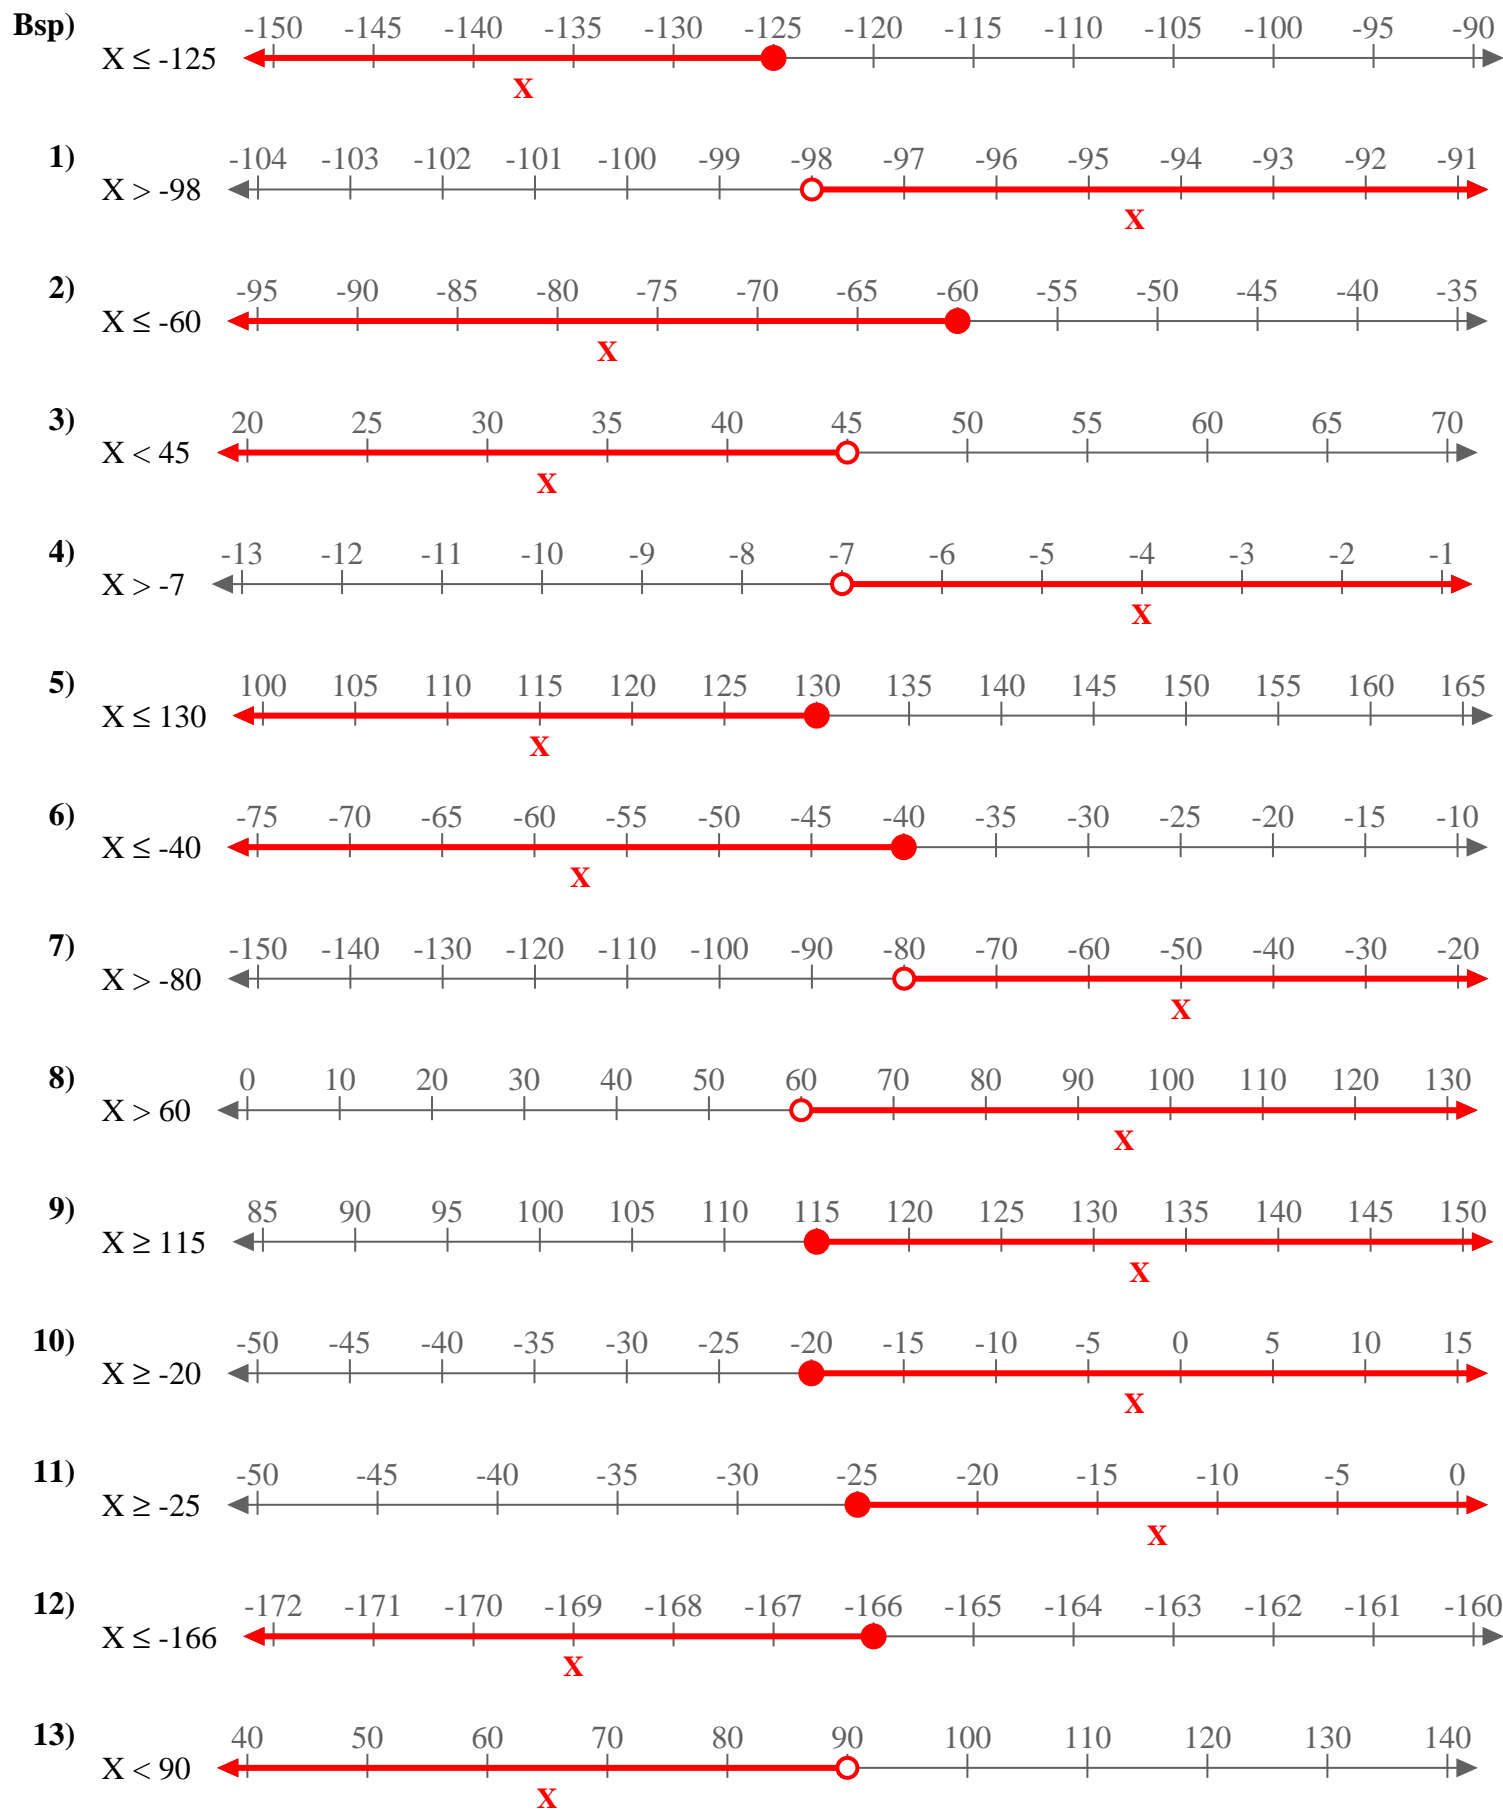 Bsp) -150 -145 -140 -135 -130 -125 -120 -115 -110 -105 -100 -95 -90
X ≤ -125
X
1) -104 -103 -102 -101 -100 -99 -98 -97 -96 -95 -94 -93 -92 -91
X > -98
X
2) -95 -90 -85 -80 -75 -70 -65 -60 -55 -50 -45 -40 -35
X ≤ -60
X
3) 20 25 30 35 40 45 50 55 60 65 70
X < 45
X
4) -13 -12 -11 -10 -9 -8 -7 -6 -5 -4 -3 -2 -1
X > -7
X
5) 100 105 110 115 120 125 130 135 140 145 150 155 160 165
X ≤ 130
X
6) -75 -70 -65 -60 -55 -50 -45 -40 -35 -30 -25 -20 -15 -10
X ≤ -40
X
7) -150 -140 -130 -120 -110 -100 -90 -80 -70 -60 -50 -40 -30 -20
X > -80
X
8) 0 10 20 30 40 50 60 70 80 90 100 110 120 130
X > 60
X
9) 85 90 95 100 105 110 115 120 125 130 135 140 145 150
X ≥ 115
X
10) -50 -45 -40 -35 -30 -25 -20 -15 -10 -5 0 5 10 15
X ≥ -20
X
11) -50 -45 -40 -35 -30 -25 -20 -15 -10 -5 0
X ≥ -25
X
12) -172 -171 -170 -169 -168 -167 -166 -165 -164 -163 -162 -161 -160
X ≤ -166
X
13) 40 50 60 70 80 90 100 110 120 130 140
X < 90
X